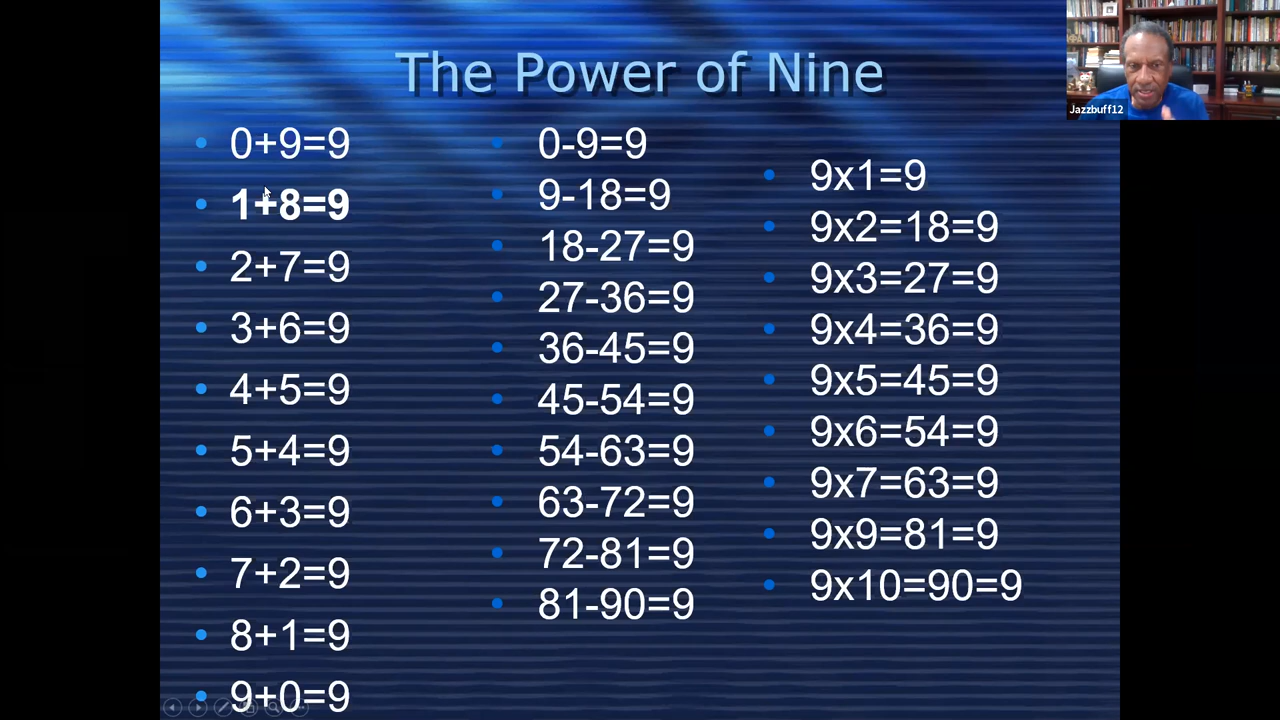 The Power of Nine
Jazzbuff12
0+9=9
1+8=9
2+7=9
3+6=9
4+5=9
5+4=9
6+3=9
7+2=9
8+1=9
9+0=9
0-9=9
9-18=9
18-27=9
27-36=9
36-45=9
45-54=9
54-63=9
63-72=9
72-81=9
81-90=9
9x1=9
9x2=18=9
9x3=27=9
9x4=36=9
9x5=45=9
9x6=54=9
9x7=63=9
9x9=81=9
9x10=90=9